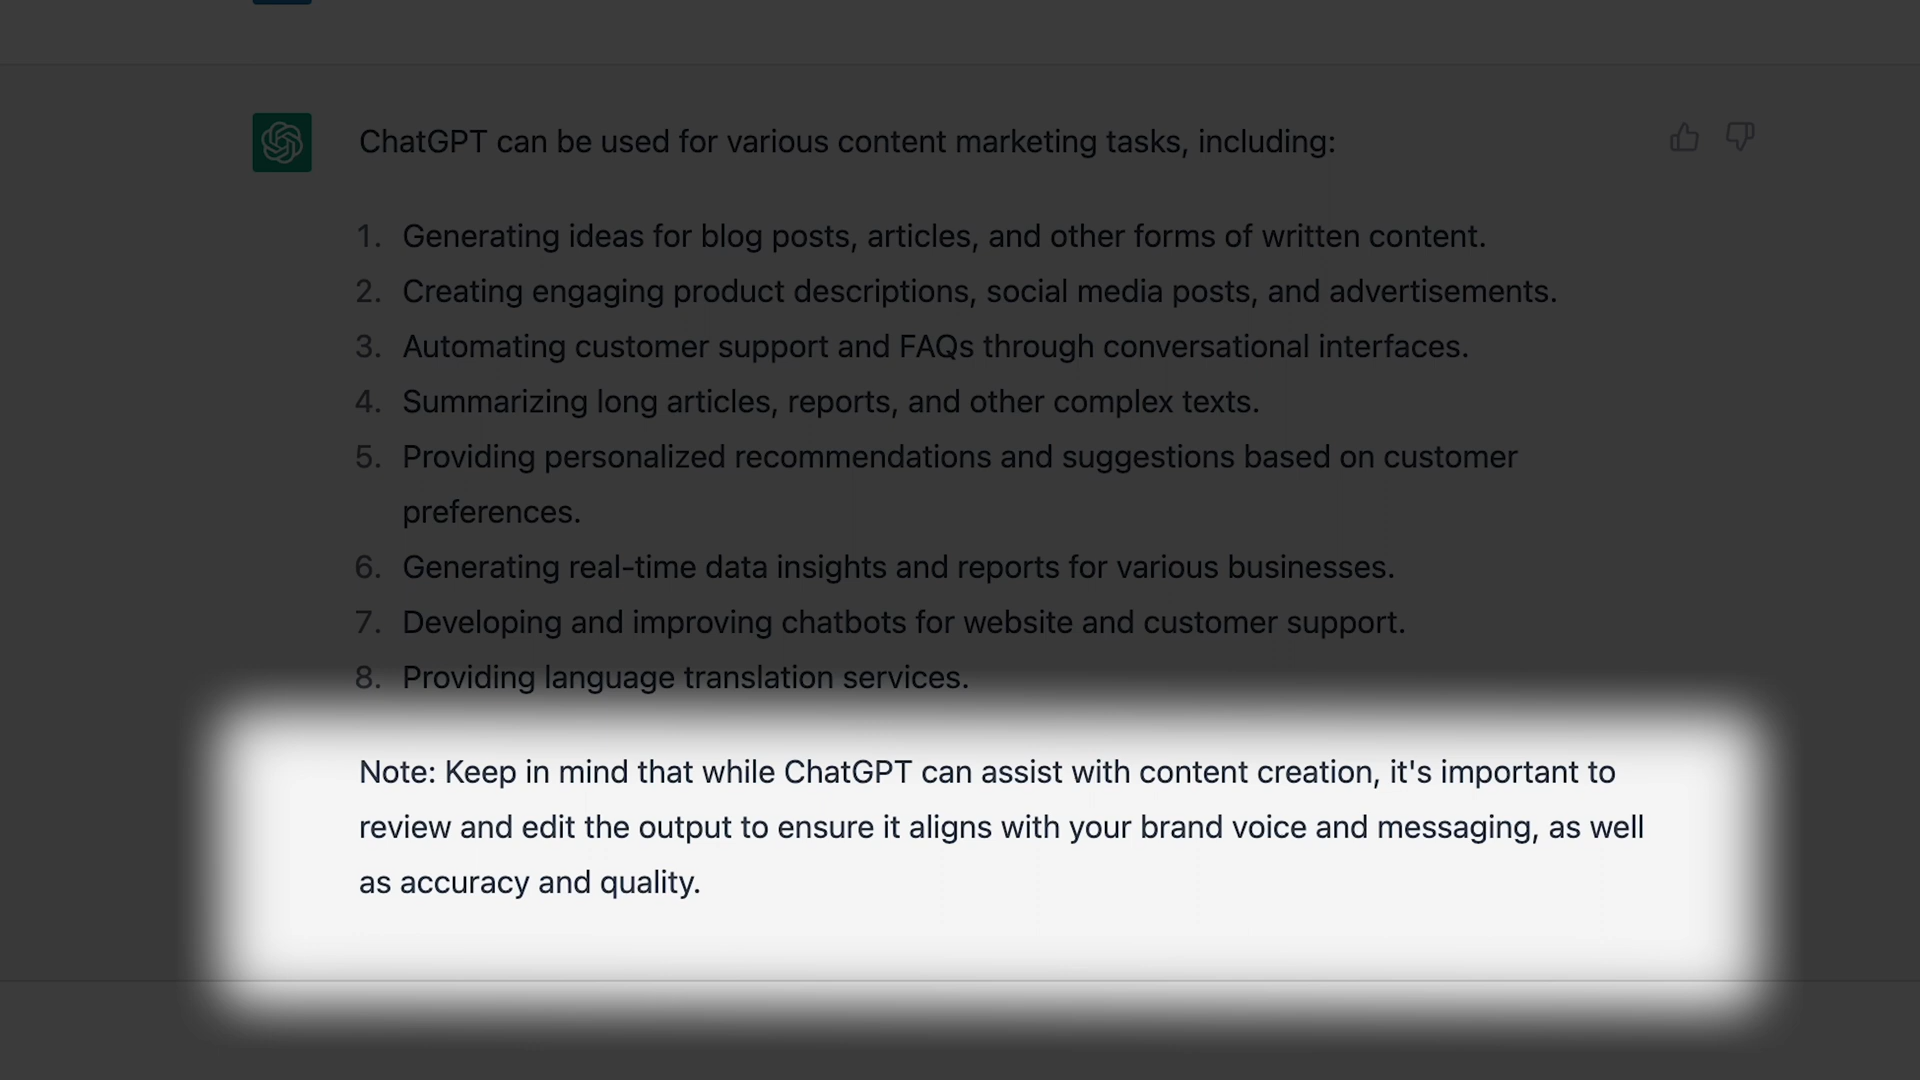 ChatGPT can be used for various content marketing tasks, including:
1. Generating ideas for blog posts, articles, and other forms of written content.
2. Creating engaging product descriptions, social media posts, and advertisements.
3. Automating customer support and FAQs through conversational interfaces.
4. Summarizing long articles, reports, and other complex texts.
5. Providing personalized recommendations and suggestions based on customer
preferences.
6. Generating real-time data insights and reports for various businesses.
7. Developing and improving chatbots for website and customer support.
8. Providing language translation services.
Note: Keep in mind that while ChatGPT can assist with content creation, it's important to
review and edit the output to ensure it aligns with your brand voice and messaging, as well
as accuracy and quality.